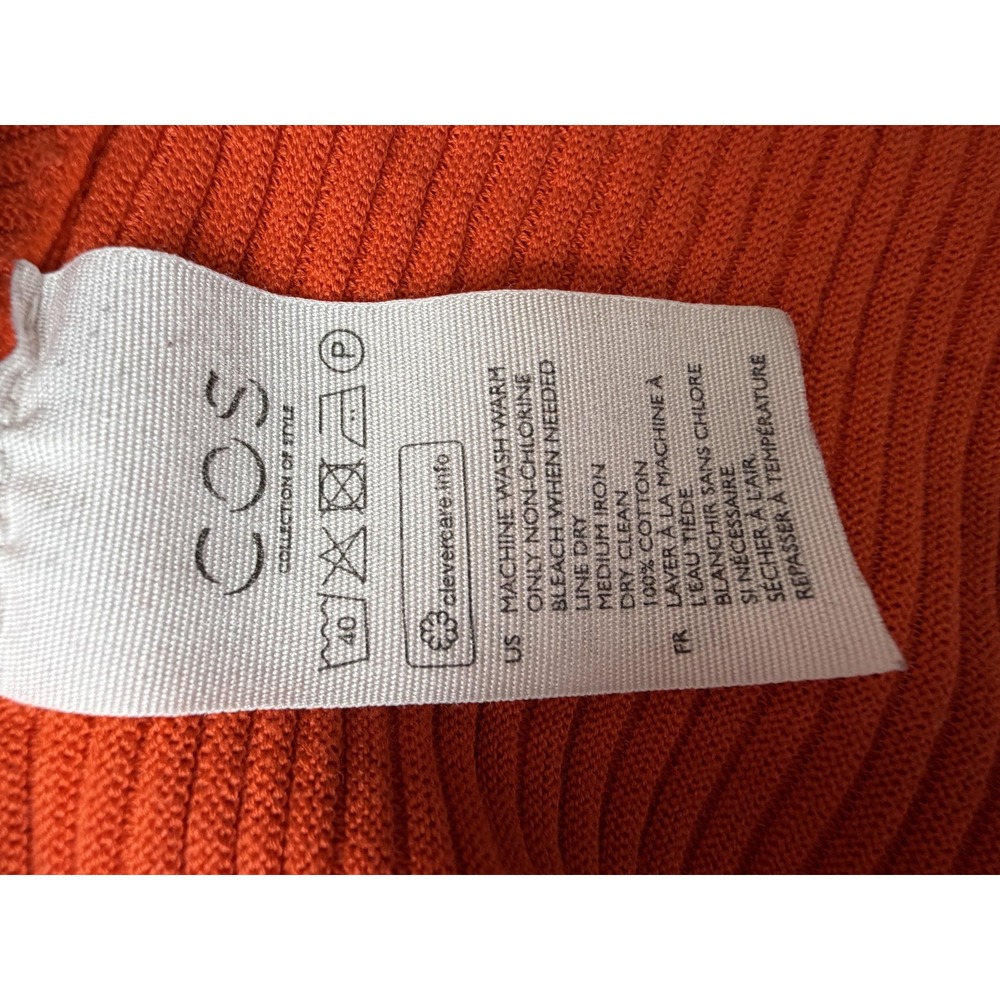 COS
COLLECTION OF STYLE
40
P
clevercare.info
US MACHINE WASH WARM
ONLY NON-CHLORINE
BLEACH WHEN NEEDED
LINE DRY
MEDIUM IRON
DRY CLEAN
100% COTTON
FR LAVER À LA MACHINE À
L'EAU TIÈDE.
BLANCHIR SANS CHLORE
SI NÉCESSAIRE.
SÉCHER À L'AIR.
REPASSER À TEMPÉRATURE